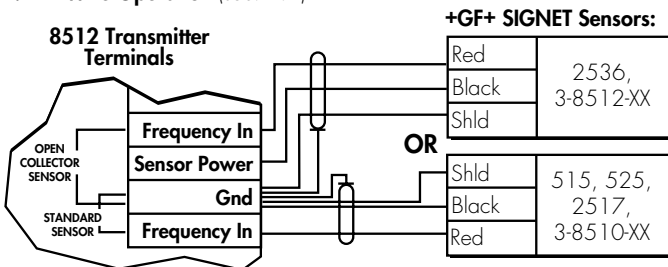 +GF+ SIGNET Sensors:
8512 Transmitter
Terminals
OPEN
COLLECTOR
SENSOR
STANDARD
SENSOR
Frequency In
Sensor Power
Gnd
Frequency In
Red
Black
Shld
2536,
3-8512-XX
OR
Shld
Black
Red
515, 525,
2517,
3-8510-XX